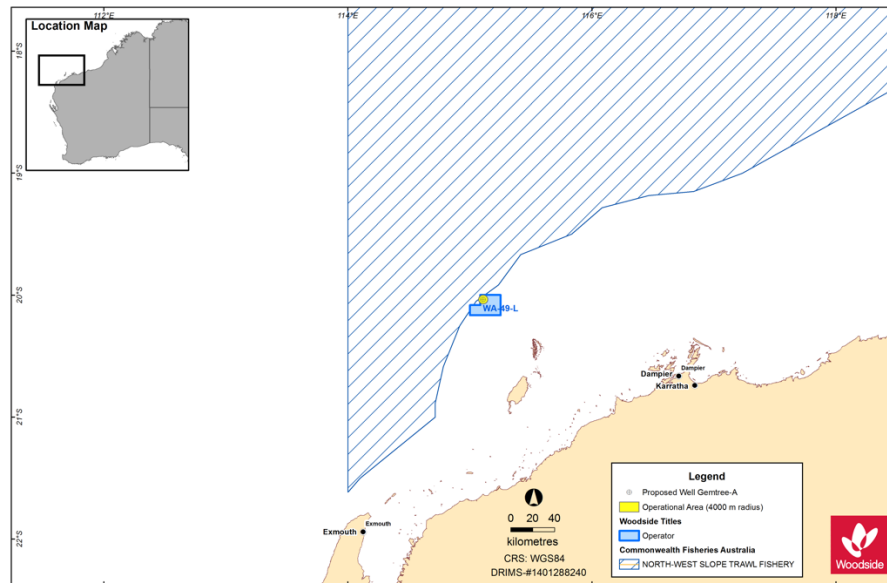 112°E
114°E
116°E
118°E
Location Map
18°S
19°S
20°S
21°S
22°S
WA-49-L
Dampier
Dampier
Karratha
Exmouth
Exmouth
0 20 40
kilometres
CRS: WGS84
DRIMS-#1401288240
Legend
Proposed Well Gemtree-A
Operational Area (4000 m radius)
Woodside Titles
Operator
Commonwealth Fisheries Australia
NORTH-WEST SLOPE TRAWL FISHERY
Woodside